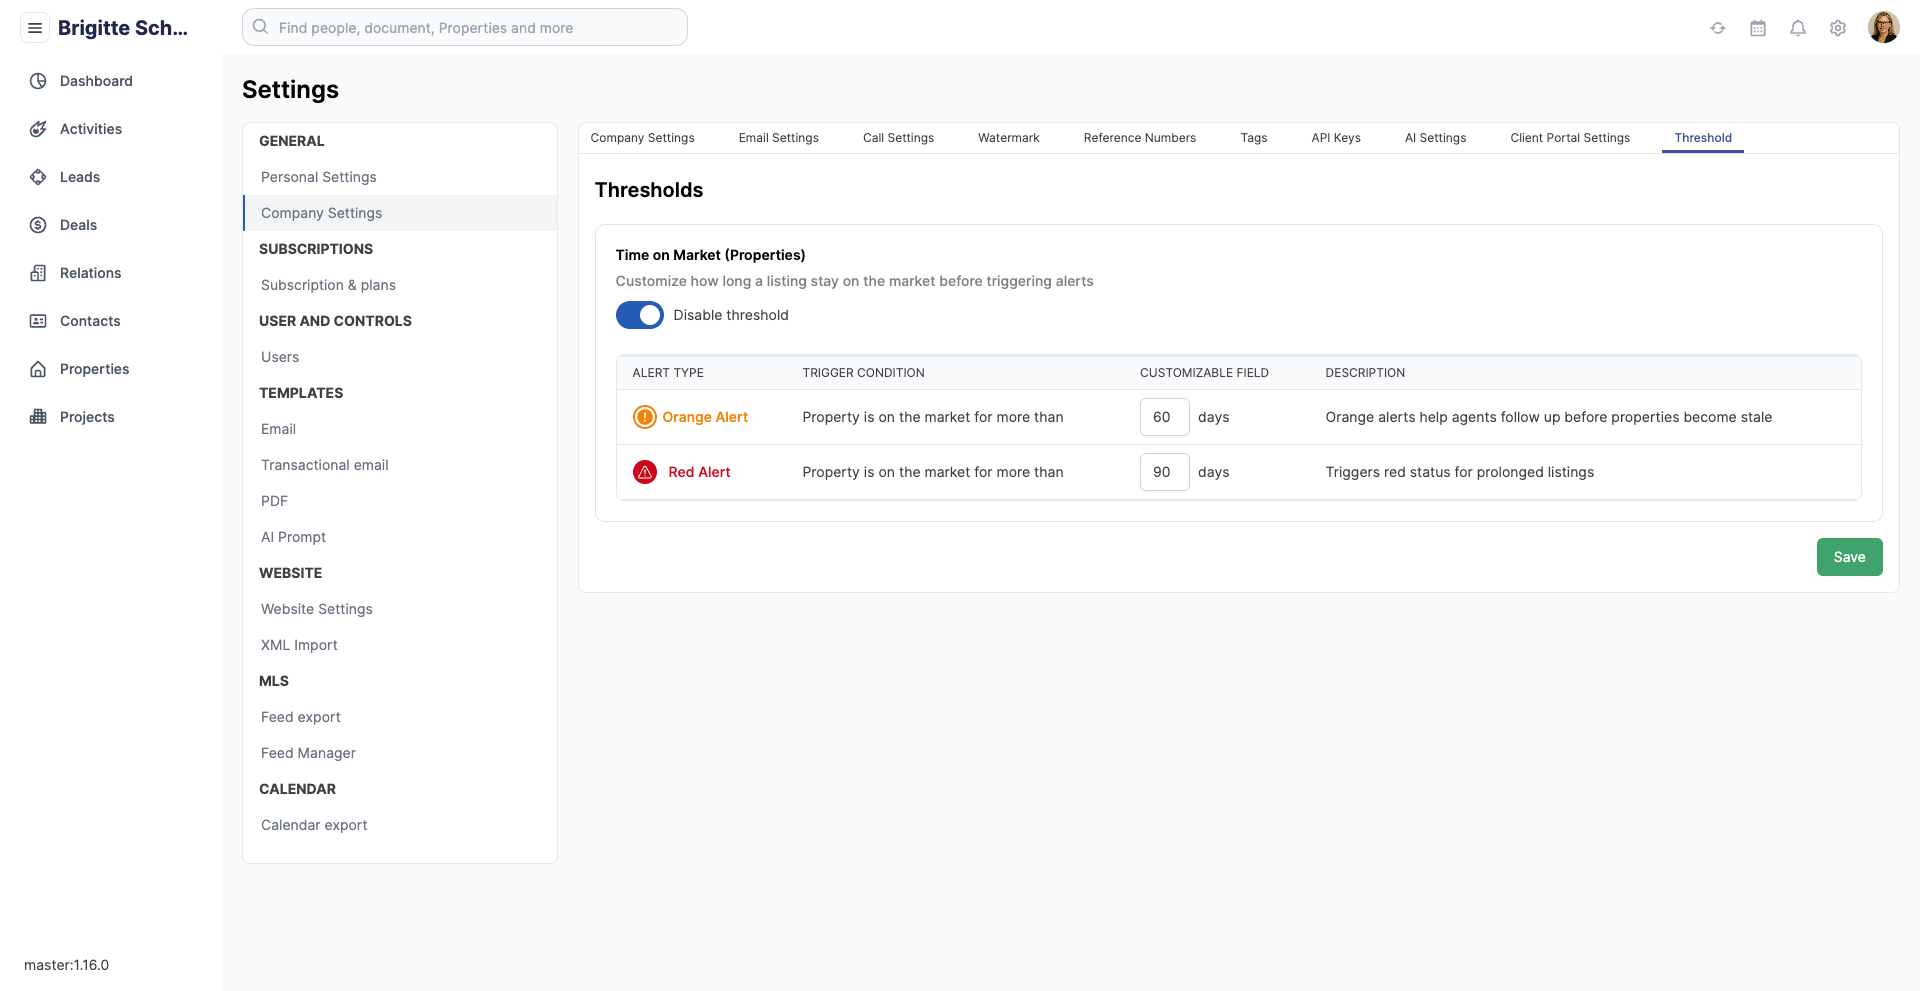 Brigitte Sch...
Find people, document, Properties and more
Dashboard
Activities
Leads
Deals
Relations
Contacts
Properties
Projects
master:1.16.0
Settings
GENERAL
Personal Settings
Company Settings
SUBSCRIPTIONS
Subscription & plans
USER AND CONTROLS
Users
TEMPLATES
Email
Transactional email
PDF
AI Prompt
WEBSITE
Website Settings
XML Import
MLS
Feed export
Feed Manager
CALENDAR
Calendar export
Company Settings Email Settings Call Settings Watermark Reference Numbers Tags API Keys AI Settings Client Portal Settings Threshold
Thresholds
Time on Market (Properties)
Customize how long a listing stay on the market before triggering alerts
Disable threshold
ALERT TYPE TRIGGER CONDITION CUSTOMIZABLE FIELD DESCRIPTION
Orange Alert Property is on the market for more than 60 days Orange alerts help agents follow up before properties become stale
Red Alert Property is on the market for more than 90 days Triggers red status for prolonged listings
Save